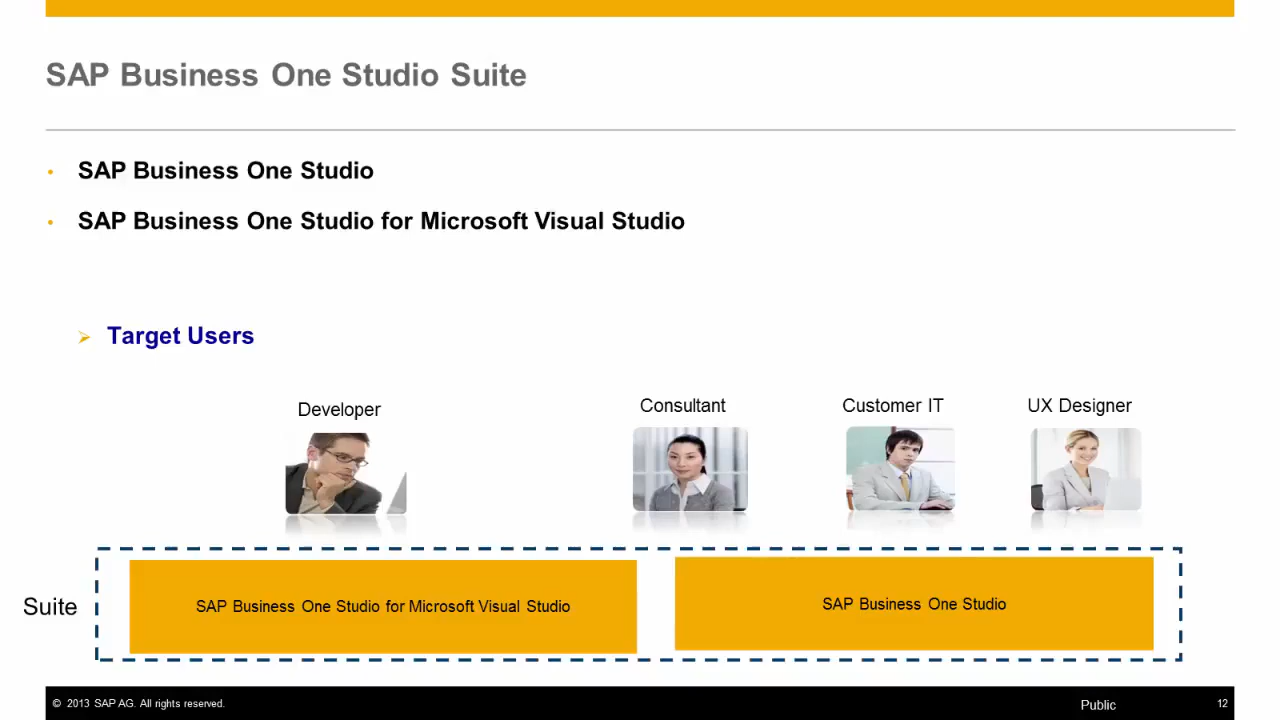 SAP Business One Studio Suite
• SAP Business One Studio
• SAP Business One Studio for Microsoft Visual Studio
➢ Target Users
Developer
Consultant
Customer IT
UX Designer
Suite
SAP Business One Studio for Microsoft Visual Studio
SAP Business One Studio
© 2013 SAP AG. All rights reserved.
Public
12